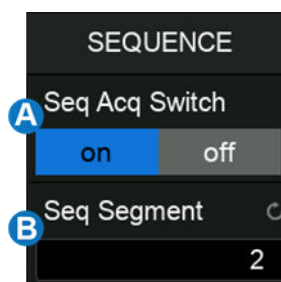 SEQUENCE
A Seq Acq Switch
on off
B Seq Segment
2